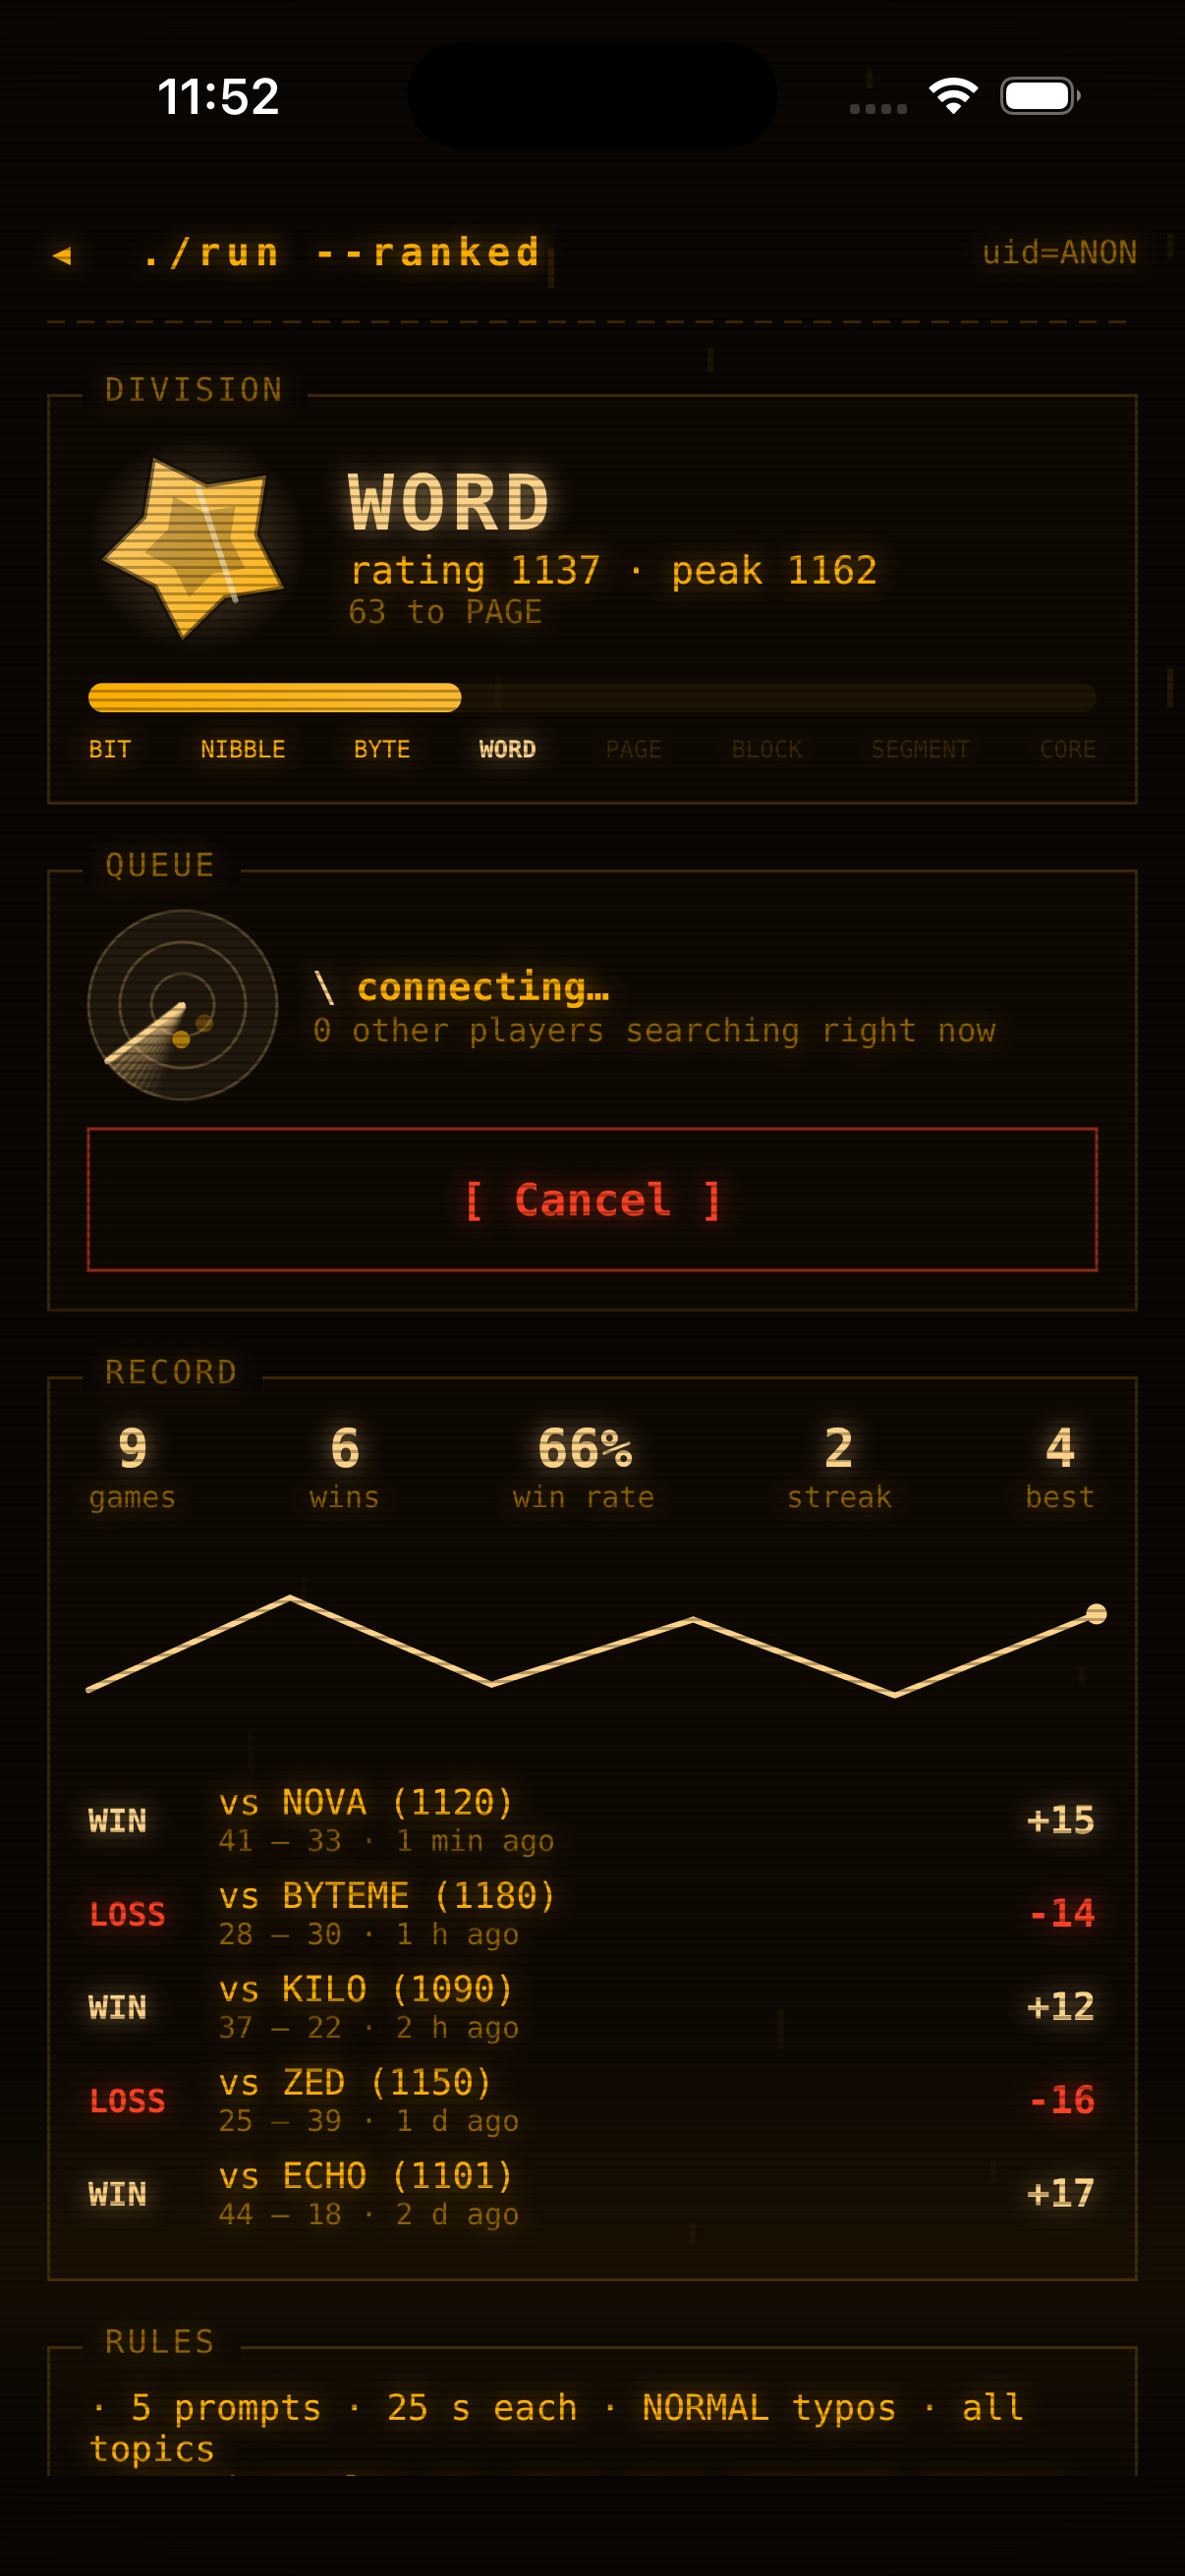 11:52
◂ ./run --ranked uid=ANON
DIVISION
WORD
rating 1137 · peak 1162
63 to PAGE
BIT NIBBLE BYTE WORD PAGE BLOCK SEGMENT CORE
QUEUE
\ connecting…
0 other players searching right now
[ Cancel ]
RECORD
9 6 66% 2 4
games wins win rate streak best
WIN vs NOVA (1120) +15
41 — 33 · 1 min ago
LOSS vs BYTEME (1180) -14
28 — 30 · 1 h ago
WIN vs KILO (1090) +12
37 — 22 · 2 h ago
LOSS vs ZED (1150) -16
25 — 39 · 1 d ago
WIN vs ECHO (1101) +17
44 — 18 · 2 d ago
RULES
· 5 prompts · 25 s each · NORMAL typos · all
topics